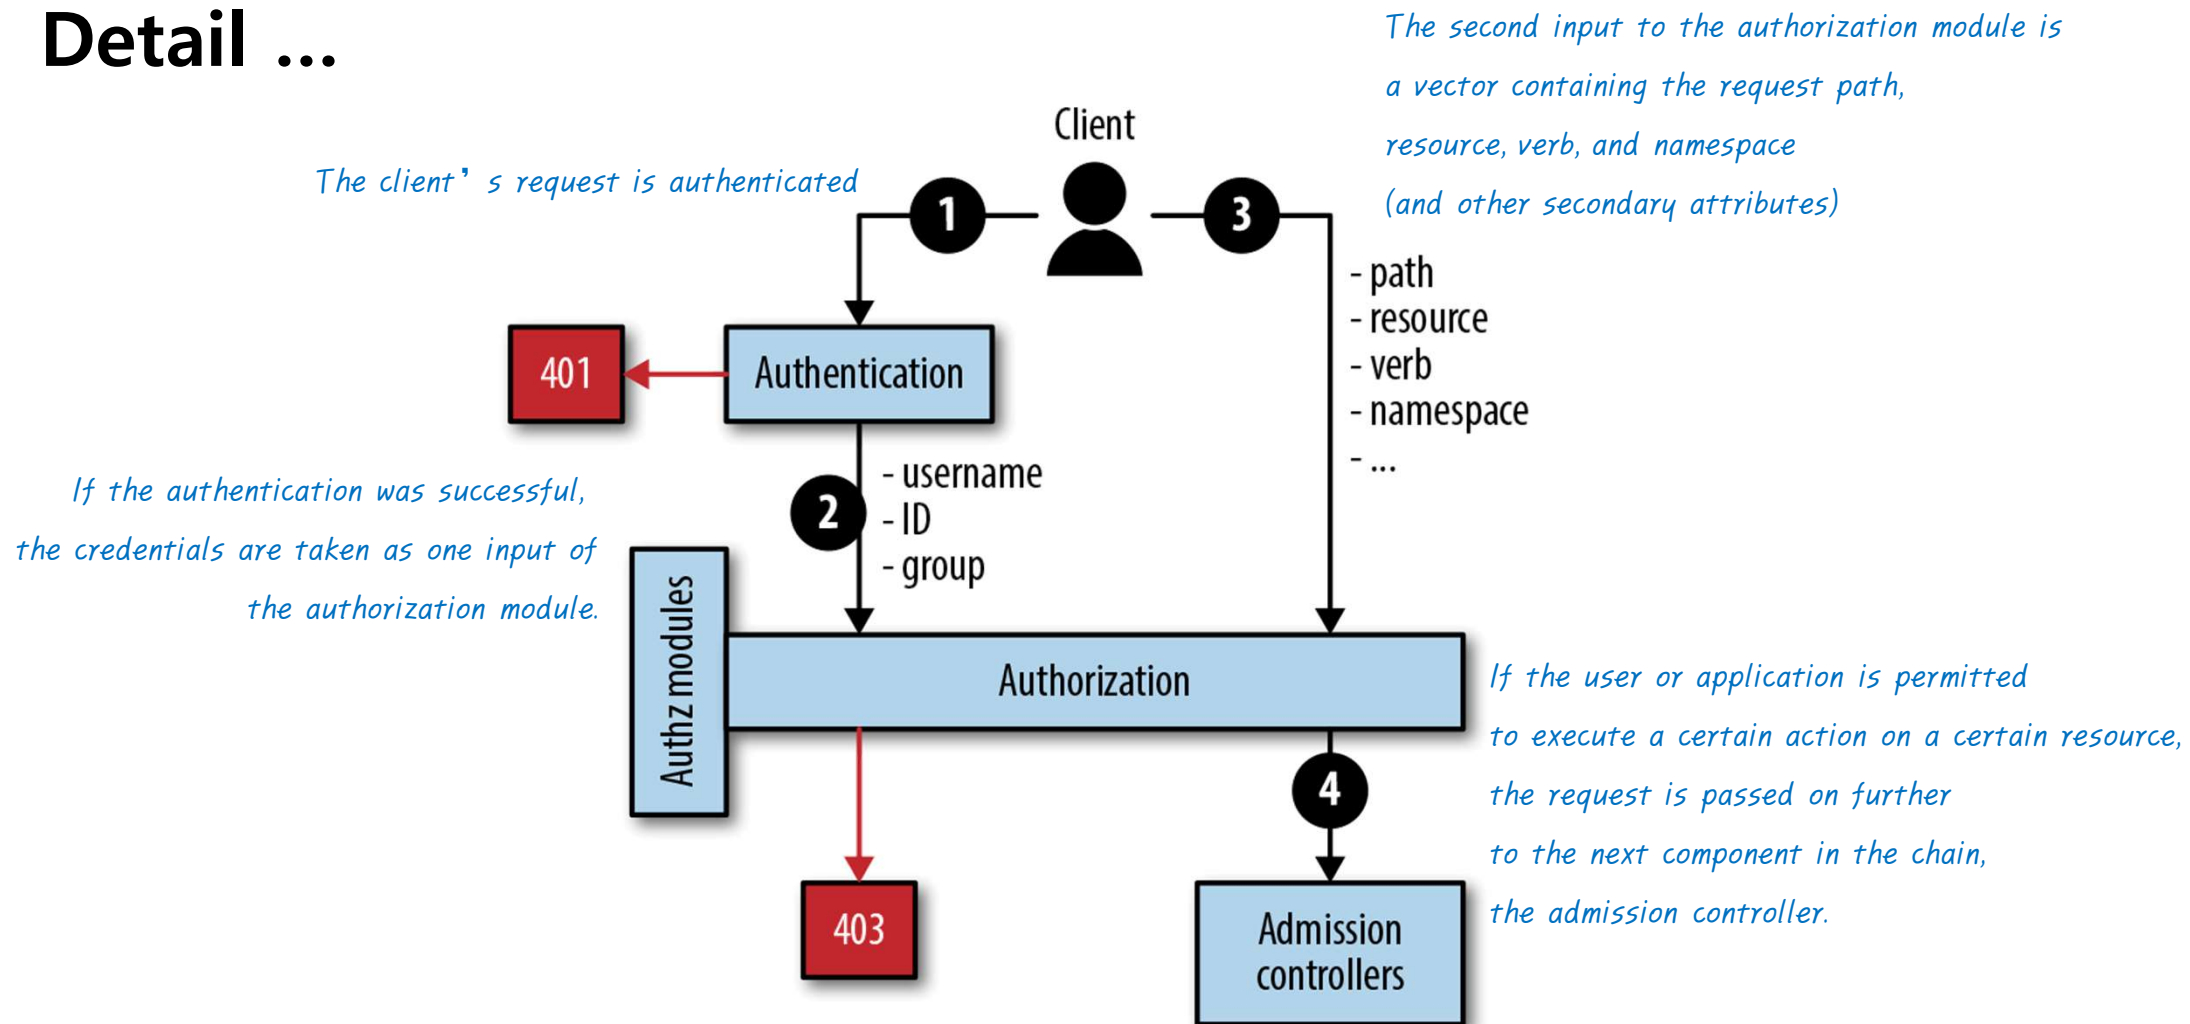 Detail ...
The second input to the authorization module is
a vector containing the request path,
resource, verb, and namespace
(and other secondary attributes)
Client
The client’s request is authenticated
1
3
- path
- resource
- verb
- namespace
- ...
401
Authentication
If the authentication was successful,
the credentials are taken as one input of
the authorization module.
2
- username
- ID
- group
Authz modules
Authorization
If the user or application is permitted
to execute a certain action on a certain resource,
the request is passed on further
to the next component in the chain,
the admission controller.
4
403
Admission
controllers